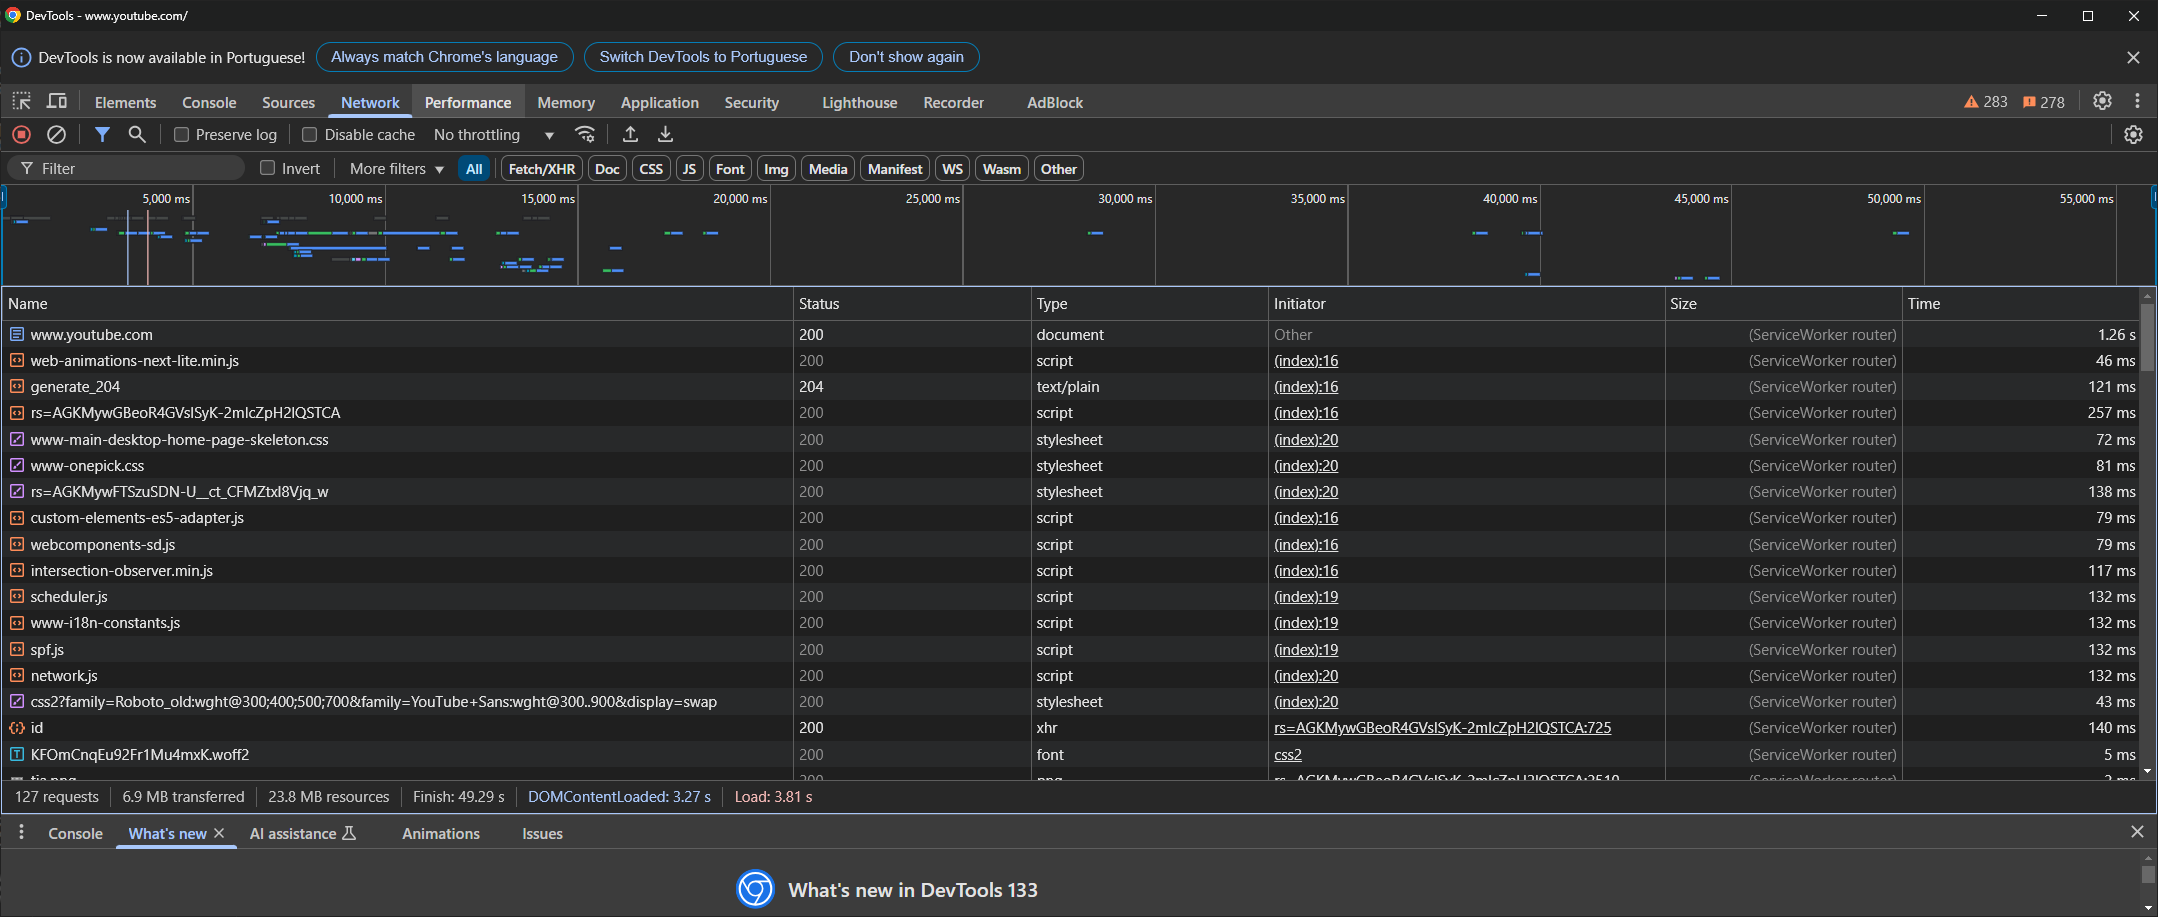 DevTools - www.youtube.com/
DevTools is now available in Portuguese! Always match Chrome's language Switch DevTools to Portuguese Don't show again
Elements Console Sources Network Performance Memory Application Security Lighthouse Recorder AdBlock 283 278
Preserve log Disable cache No throttling
Filter Invert More filters All Fetch/XHR Doc CSS JS Font Img Media Manifest WS Wasm Other
5,000 ms 10,000 ms 15,000 ms 20,000 ms 25,000 ms 30,000 ms 35,000 ms 40,000 ms 45,000 ms 50,000 ms 55,000 ms
Name Status Type Initiator Size Time
www.youtube.com 200 document Other (ServiceWorker router) 1.26 s
web-animations-next-lite.min.js 200 script (index):16 (ServiceWorker router) 46 ms
generate_204 204 text/plain (index):16 (ServiceWorker router) 121 ms
rs=AGKMywGBeoR4GVslSyK-2mIcZpH2lQSTCA 200 script (index):16 (ServiceWorker router) 257 ms
www-main-desktop-home-page-skeleton.css 200 stylesheet (index):20 (ServiceWorker router) 72 ms
www-onepick.css 200 stylesheet (index):20 (ServiceWorker router) 81 ms
rs=AGKMywFTSzuSDN-U__ct_CFMZtxI8Vjq_w 200 stylesheet (index):20 (ServiceWorker router) 138 ms
custom-elements-es5-adapter.js 200 script (index):16 (ServiceWorker router) 79 ms
webcomponents-sd.js 200 script (index):16 (ServiceWorker router) 79 ms
intersection-observer.min.js 200 script (index):16 (ServiceWorker router) 117 ms
scheduler.js 200 script (index):19 (ServiceWorker router) 132 ms
www-i18n-constants.js 200 script (index):19 (ServiceWorker router) 132 ms
spf.js 200 script (index):19 (ServiceWorker router) 132 ms
network.js 200 script (index):20 (ServiceWorker router) 132 ms
css2?family=Roboto_old:wght@300;400;500;700&family=YouTube+Sans:wght@300..900&display=swap 200 stylesheet (index):20 (ServiceWorker router) 43 ms
id 200 xhr rs=AGKMywGBeoR4GVslSyK-2mIcZpH2lQSTCA:725 (ServiceWorker router) 140 ms
KFOmCnqEu92Fr1Mu4mxK.woff2 200 font css2 (ServiceWorker router) 5 ms
127 requests 6.9 MB transferred 23.8 MB resources Finish: 49.29 s DOMContentLoaded: 3.27 s Load: 3.81 s
Console What's new AI assistance Animations Issues
What's new in DevTools 133